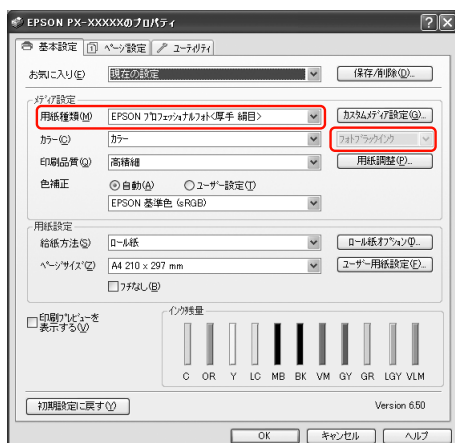 EPSON PX-XXXXXのプロパティ
基本設定 ページ設定 ユーティリティ
お気に入り(E) 現在の設定 保存/削除(D)...
メディア設定
用紙種類(M) EPSON プロフェッショナルフォト<厚手 絹目> カスタムメディア設定(G)...
カラー(C) カラー フォトブラックインク
印刷品質(Q) 高精細 用紙調整(P)...
色補正 自動(A) ユーザー設定(T)
EPSON 基準色 (sRGB)
用紙設定
給紙方法(S) ロール紙 ロール紙オプション(I)...
ページサイズ(Z) A4 210 x 297 mm ユーザー用紙設定(F)...
フチなし(B)
印刷プレビューを
表示する(V)
インク残量
C OR Y LC MB BK VM GY GR LGY VLM
初期設定に戻す(Y) Version 6.50
OK キャンセル ヘルプ